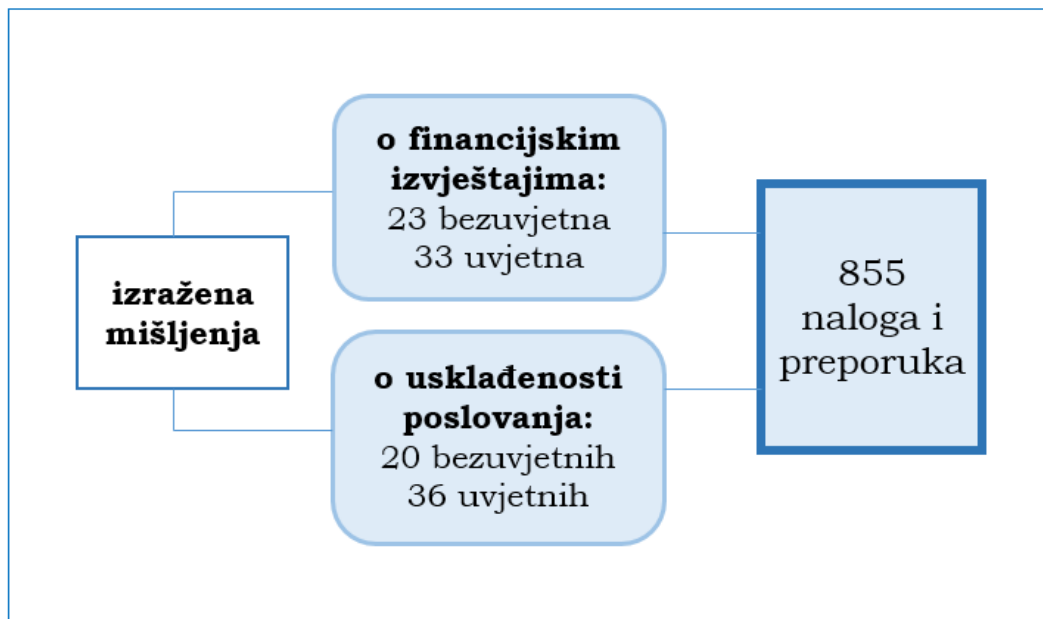 izražena
mišljenja
o financijskim
izvještajima:
23 bezuvjetna
33 uvjetna
o usklađenosti
poslovanja:
20 bezuvjetnih
36 uvjetnih
855
naloga i
preporuka